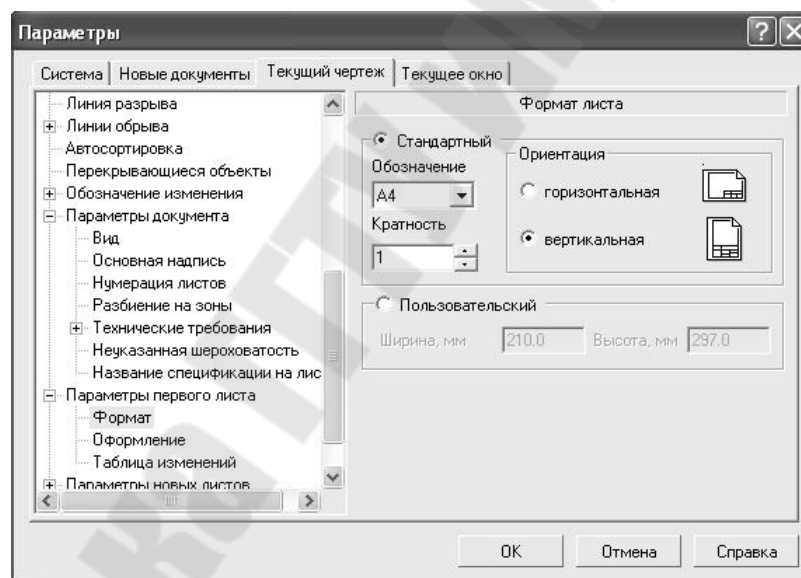 Параметры
Система Новые документы Текущий чертеж Текущее окно
Линия разрыва
Линии обрыва
Автосортировка
Перекрывающиеся объекты
Обозначение изменения
Параметры документа
Вид
Основная надпись
Нумерация листов
Разбиение на зоны
Технические требования
Неуказанная шероховатость
Название спецификации на лис
Параметры первого листа
Формат
Оформление
Таблица изменений
Параметры новых листов
Формат листа
Стандартный
Обозначение
A4
Кратность
1
Ориентация
горизонтальная
вертикальная
Пользовательский
Ширина, мм 210.0 Высота, мм 297.0
ОК Отмена Справка